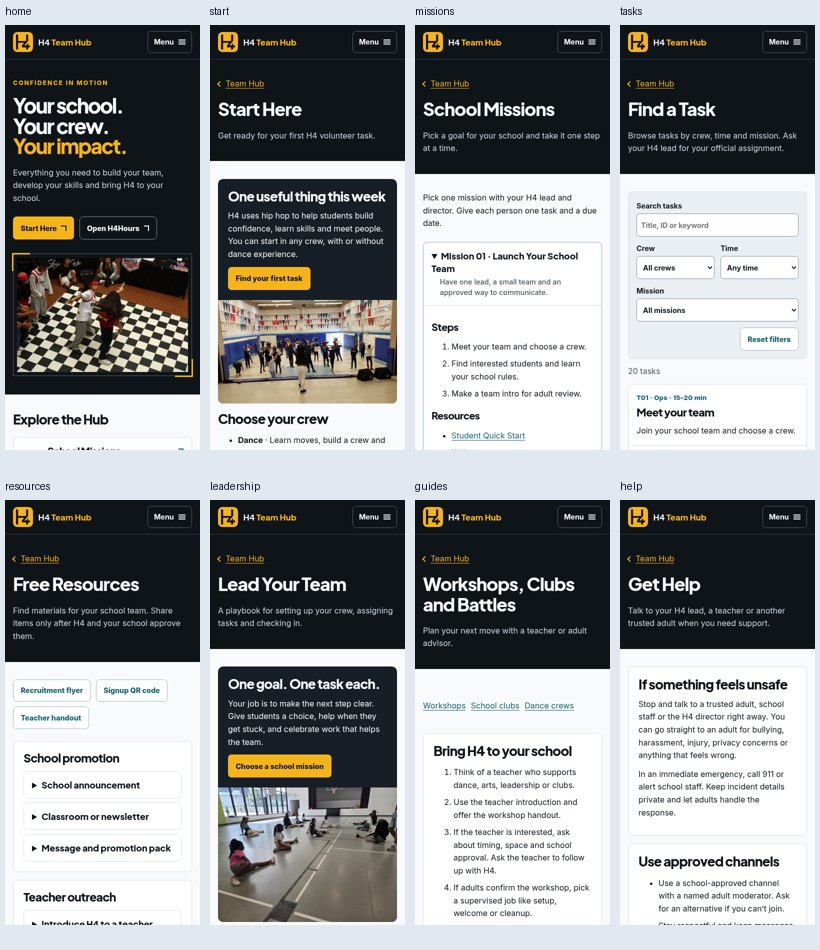 home
H4 Team Hub
Menu
CONFIDENCE IN MOTION
Your school.
Your crew.
Your impact.
Everything you need to build your team,
develop your skills and bring H4 to your
school.
Start Here
Open H4Hours
Explore the Hub
School Missions
start
H4 Team Hub
Menu
Team Hub
Start Here
Get ready for your first H4 volunteer task.
One useful thing this week
H4 uses hip hop to help students build
confidence, learn skills and meet people.
You can start in any crew, with or without
dance experience.
Find your first task
Choose your crew
• Dance · Learn moves, build a crew and
missions
H4 Team Hub
Menu
Team Hub
School Missions
Pick a goal for your school and take it one step
at a time.
Pick one mission with your H4 lead and
director. Give each person one task and a due
date.
▼ Mission 01 · Launch Your School
Team
Have one lead, a small team and an
approved way to communicate.
Steps
1. Meet your team and choose a crew.
2. Find interested students and learn
your school rules.
3. Make a team intro for adult review.
Resources
• Student Quick Start
tasks
H4 Team Hub
Menu
Team Hub
Find a Task
Browse tasks by crew, time and mission. Ask
your H4 lead for your official assignment.
Search tasks
Title, ID or keyword
Crew
Time
All crews
Any time
Mission
All missions
Reset filters
20 tasks
T01 · Ops · 15–20 min
Meet your team
Join your school team and choose a crew.
resources
H4 Team Hub
Menu
Team Hub
Free Resources
Find materials for your school team. Share
items only after H4 and your school approve
them.
Recruitment flyer
Signup QR code
Teacher handout
School promotion
▶ School announcement
▶ Classroom or newsletter
▶ Message and promotion pack
Teacher outreach
Introduce H4 to a teacher
leadership
H4 Team Hub
Menu
Team Hub
Lead Your Team
A playbook for setting up your crew, assigning
tasks and checking in.
One goal. One task each.
Your job is to make the next step clear.
Give students a choice, help when they
get stuck, and celebrate work that helps
the team.
Choose a school mission
guides
H4 Team Hub
Menu
Team Hub
Workshops, Clubs
and Battles
Plan your next move with a teacher or adult
advisor.
Workshops School clubs Dance crews
Bring H4 to your school
1. Think of a teacher who supports
dance, arts, leadership or clubs.
2. Use the teacher introduction and
offer the workshop handout.
3. If the teacher is interested, ask
about timing, space and school
approval. Ask the teacher to follow
up with H4.
4. If adults confirm the workshop, pick
a supervised job like setup,
welcome or cleanup.
help
H4 Team Hub
Menu
Team Hub
Get Help
Talk to your H4 lead, a teacher or another
trusted adult when you need support.
If something feels unsafe
Stop and talk to a trusted adult, school
staff or the H4 director right away. You
can go straight to an adult for bullying,
harassment, injury, privacy concerns or
anything that feels wrong.
In an immediate emergency, call 911 or
alert school staff. Keep incident details
private and let adults handle the
response.
Use approved channels
• Use a school-approved channel
with a named adult moderator. Ask
for an alternative if you can't join.